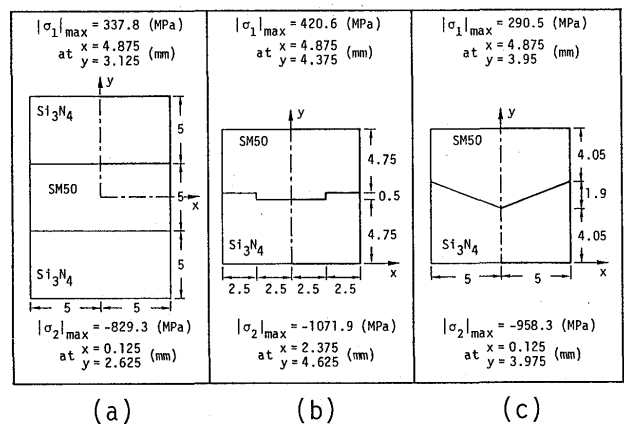 |σ₁|max = 337.8 (MPa)
at x = 4.875 (mm)
y = 3.125
y
Si₃N₄
5
SM50
5
x
Si₃N₄
5
5
5
|σ₂|max = -829.3 (MPa)
at x = 0.125 (mm)
y = 2.625
(a)
|σ₁|max = 420.6 (MPa)
at x = 4.875 (mm)
y = 4.375
y
SM50
4.75
0.5
Si₃N₄
4.75
x
2.5 2.5 2.5 2.5
|σ₂|max = -1071.9 (MPa)
at x = 2.375 (mm)
y = 4.625
(b)
|σ₁|max = 290.5 (MPa)
at x = 4.875 (mm)
y = 3.95
y
SM50
4.05
1.9
Si₃N₄
4.05
x
5
5
|σ₂|max = -958.3 (MPa)
at x = 0.125 (mm)
y = 3.975
(c)